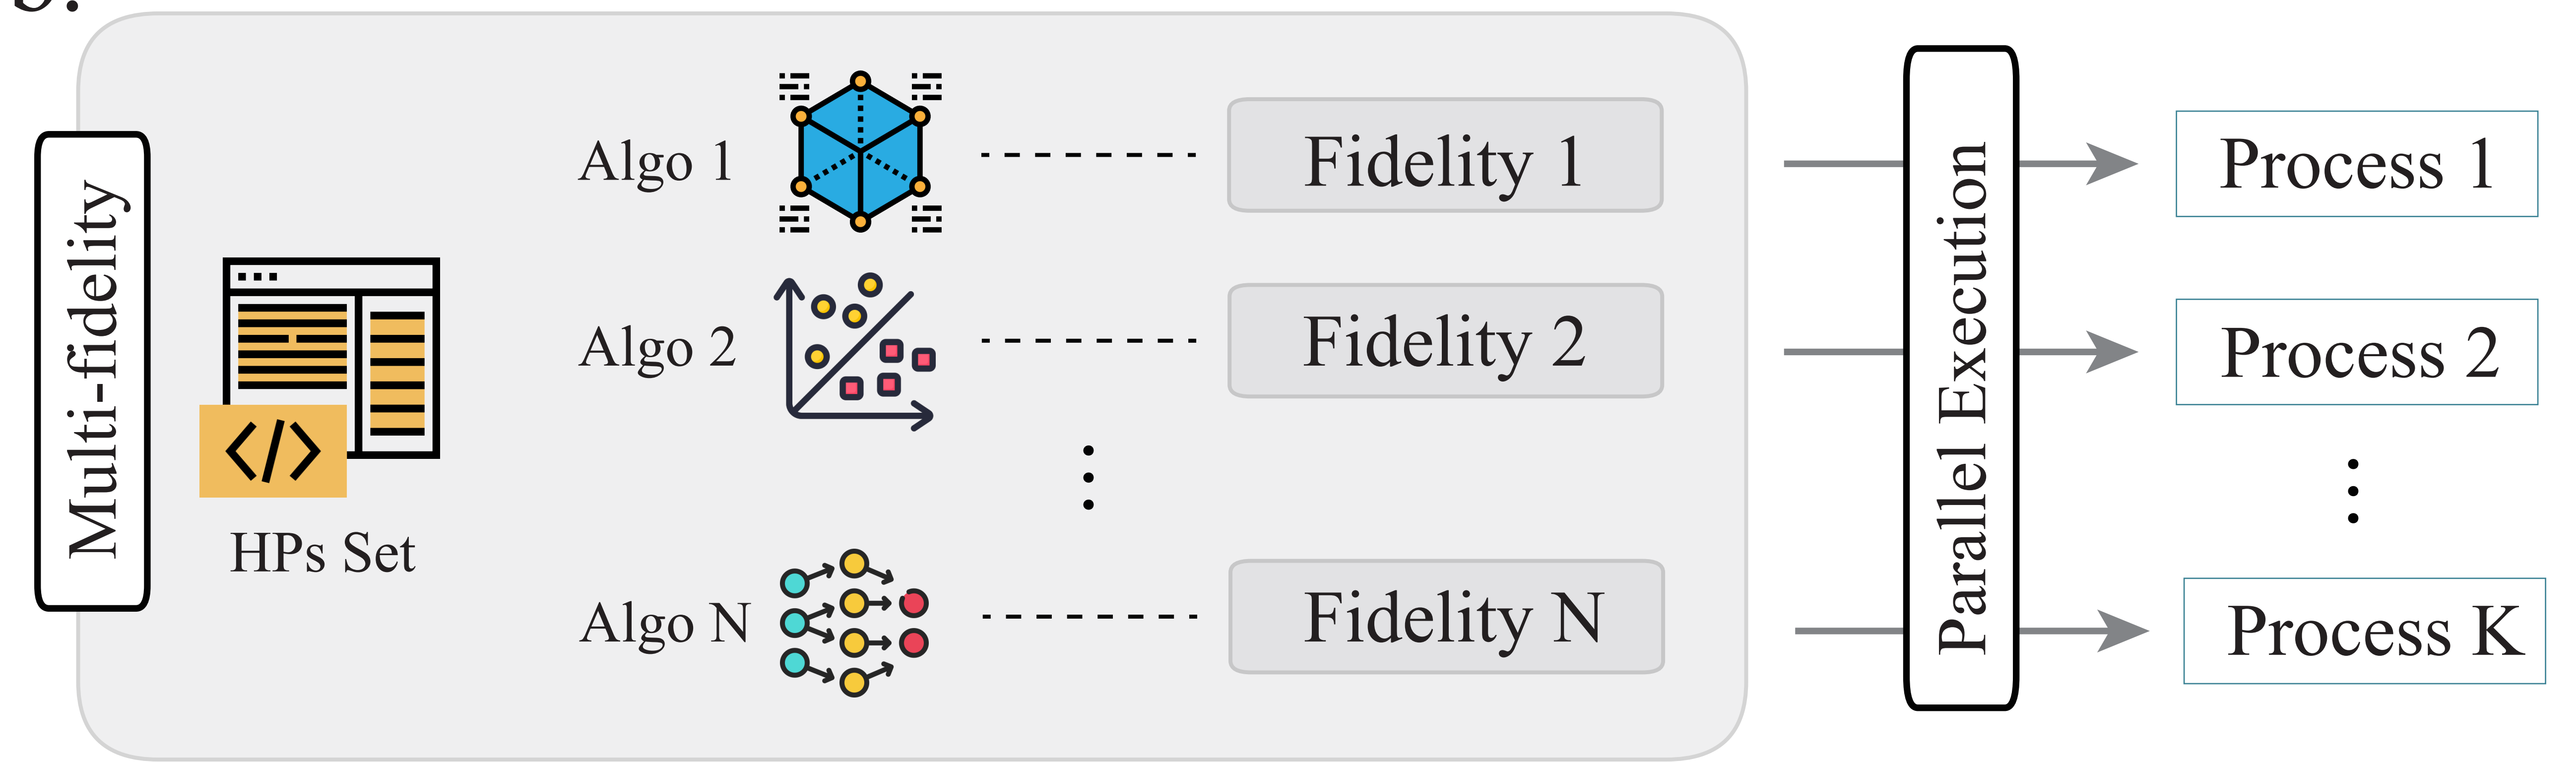 Multi-fidelity
HPs Set
Algo 1
Fidelity 1
Algo 2
Fidelity 2
Algo N
Fidelity N
Parallel Execution
Process 1
Process 2
Process K